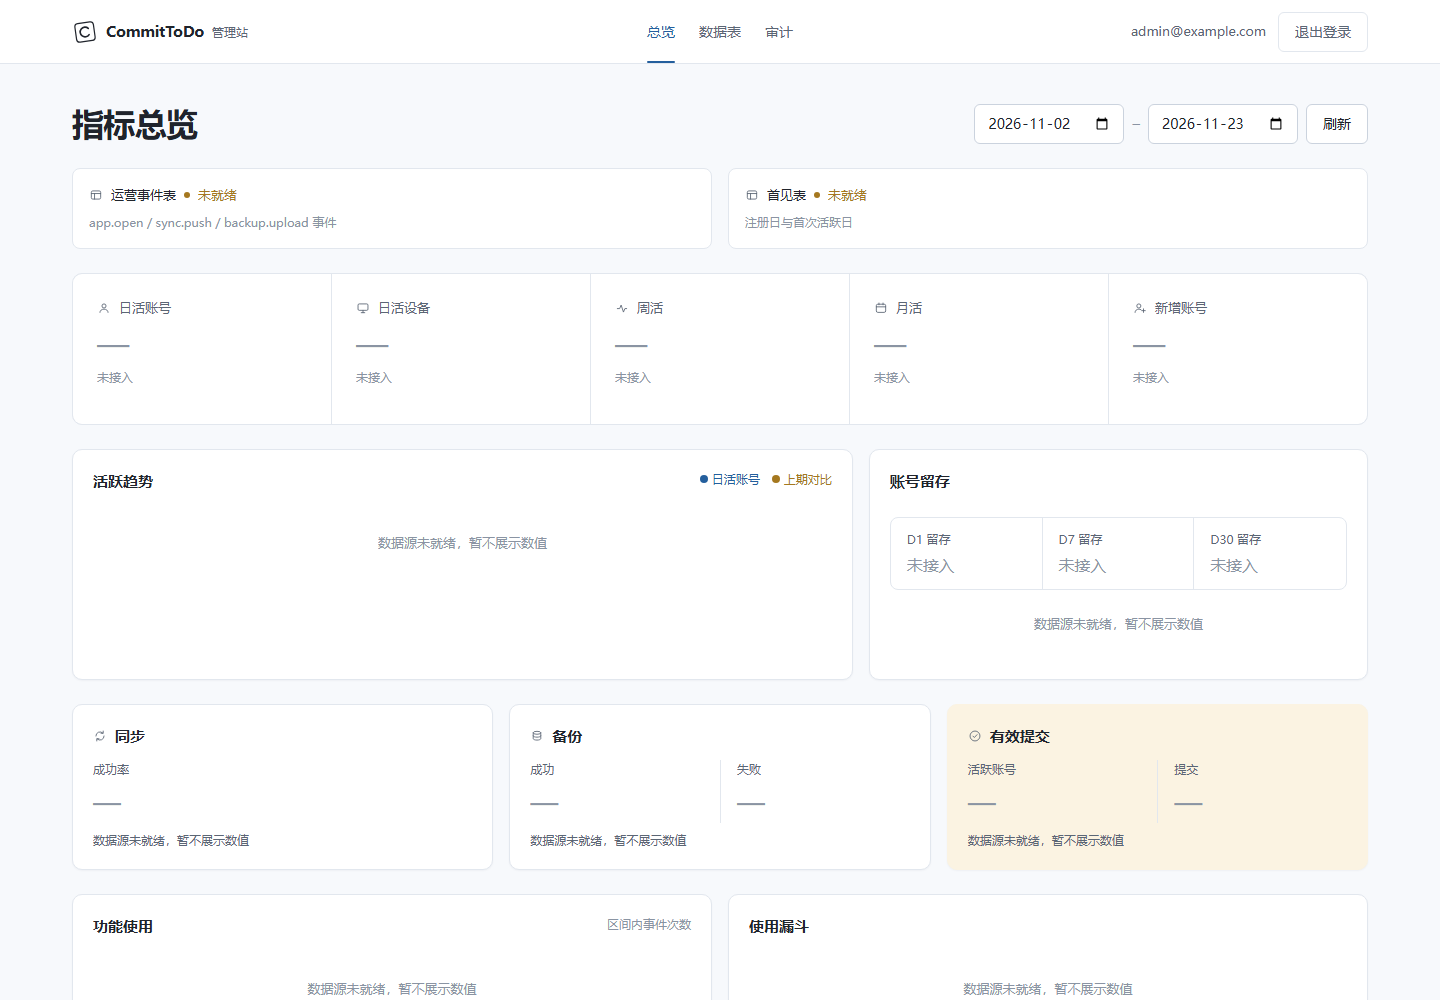 CommitToDo 管理站
总览 数据表 审计
admin@example.com 退出登录
指标总览
2026-11-02 – 2026-11-23 刷新
运营事件表 未就绪
app.open / sync.push / backup.upload 事件
首见表 未就绪
注册日与首次活跃日
日活账号
——
未接入
日活设备
——
未接入
周活
——
未接入
月活
——
未接入
新增账号
——
未接入
活跃趋势
日活账号 上期对比
数据源未就绪，暂不展示数值
账号留存
D1 留存
未接入
D7 留存
未接入
D30 留存
未接入
数据源未就绪，暂不展示数值
同步
成功率
——
数据源未就绪，暂不展示数值
备份
成功
——
失败
——
数据源未就绪，暂不展示数值
有效提交
活跃账号
——
提交
——
数据源未就绪，暂不展示数值
功能使用
区间内事件次数
数据源未就绪，暂不展示数值
使用漏斗
数据源未就绪，暂不展示数值